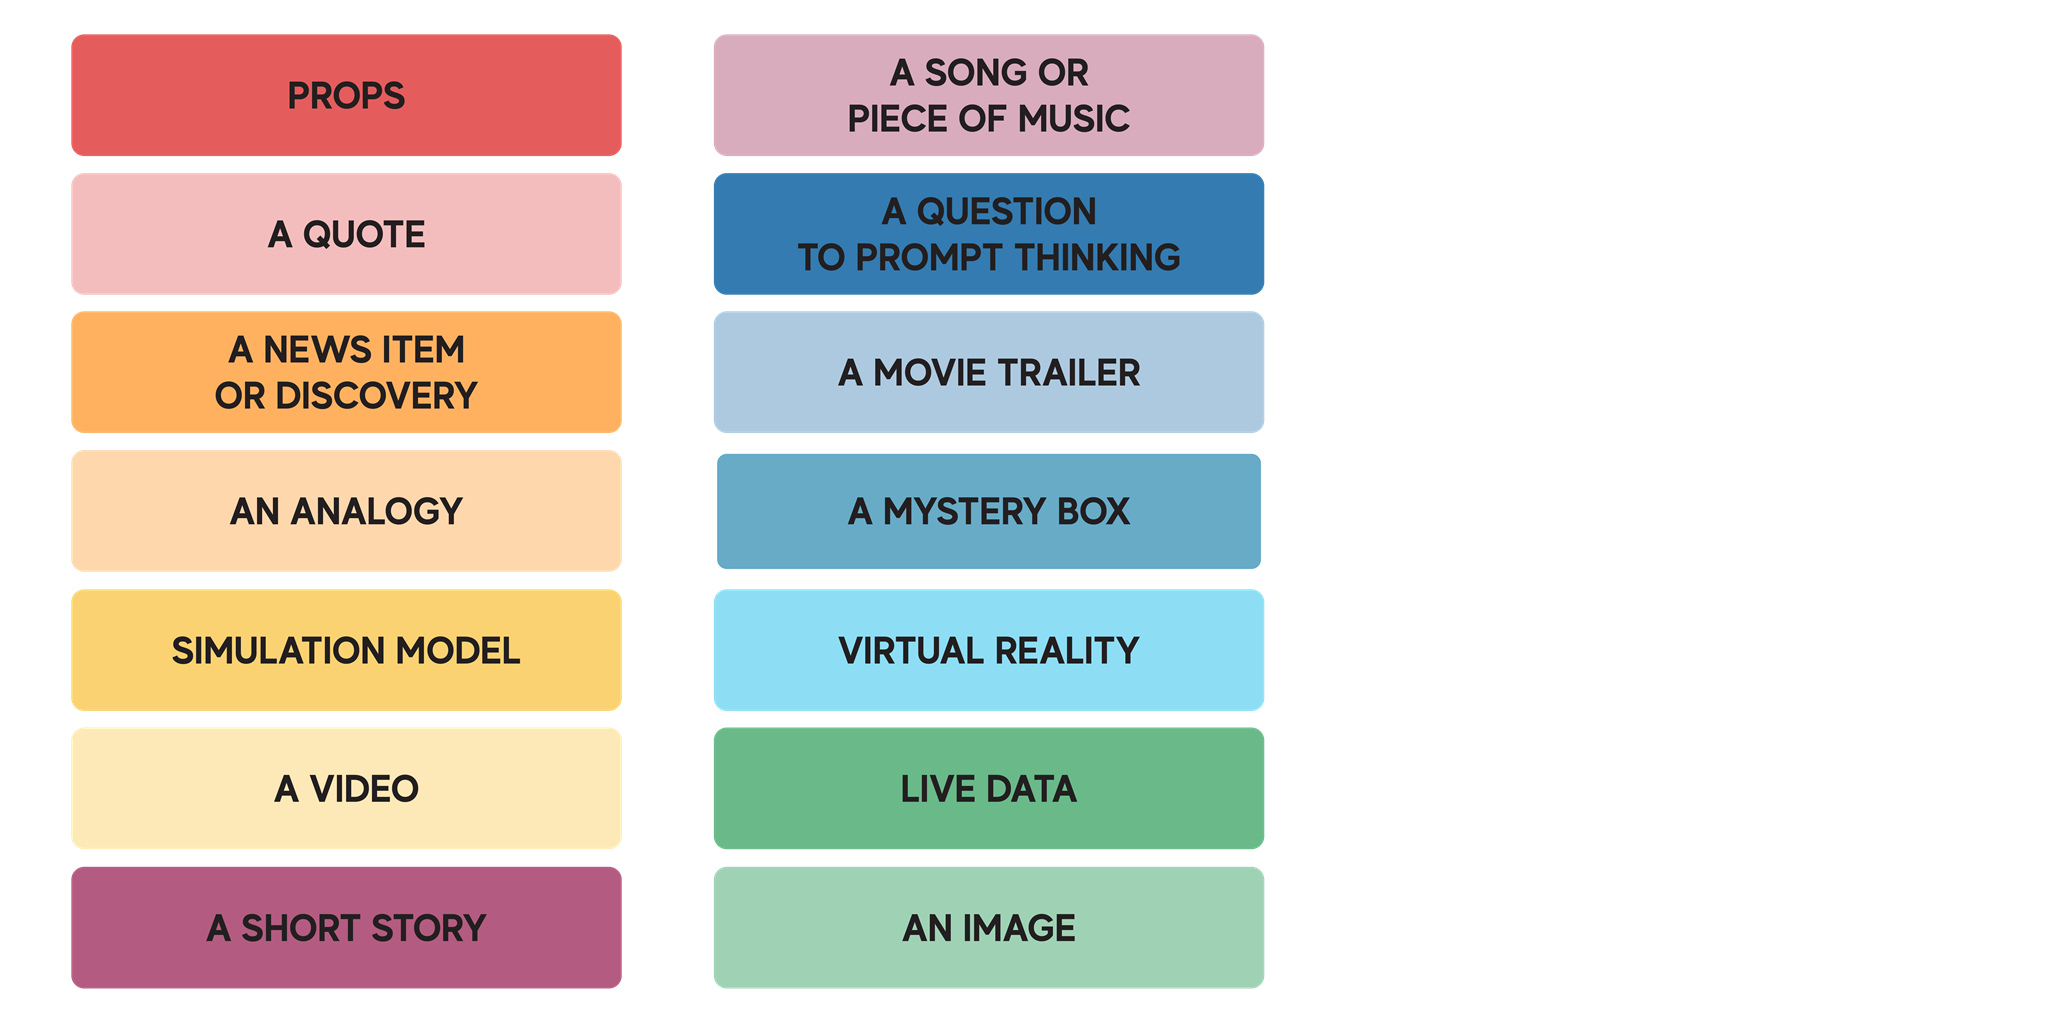 PROPS
A QUOTE
A NEWS ITEM
OR DISCOVERY
AN ANALOGY
SIMULATION MODEL
A VIDEO
A SHORT STORY
A SONG OR
PIECE OF MUSIC
A QUESTION
TO PROMPT THINKING
A MOVIE TRAILER
A MYSTERY BOX
VIRTUAL REALITY
LIVE DATA
AN IMAGE